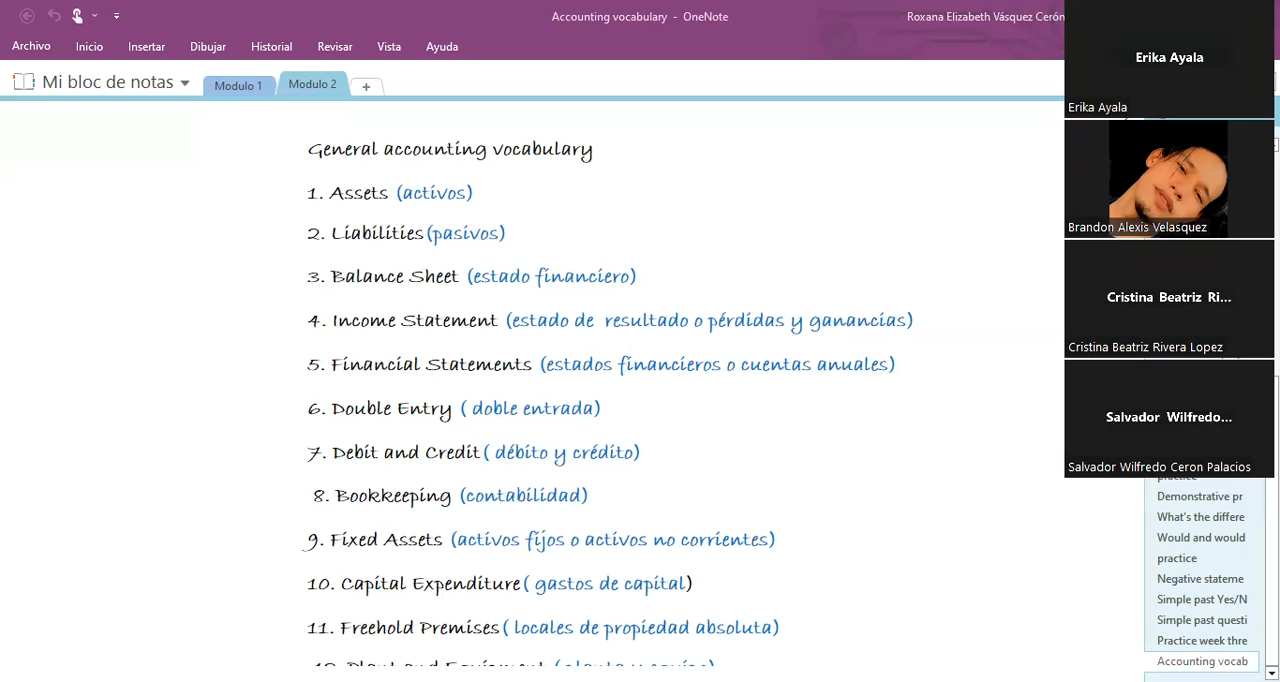 Accounting vocabulary - OneNote
Roxana Elizabeth Vásquez Cerón
Archivo Inicio Insertar Dibujar Historial Revisar Vista Ayuda
Mi bloc de notas Modulo 1 Modulo 2 +
General accounting vocabulary
1. Assets (activos)
2. Liabilities (pasivos)
3. Balance Sheet (estado financiero)
4. Income Statement (estado de resultado o pérdidas y ganancias)
5. Financial Statements (estados financieros o cuentas anuales)
6. Double Entry ( doble entrada)
7. Debit and Credit ( débito y crédito)
8. Bookkeeping (contabilidad)
9. Fixed Assets (activos fijos o activos no corrientes)
10. Capital Expenditure ( gastos de capital)
11. Freehold Premises ( locales de propiedad absoluta)
Erika Ayala
Erika Ayala
Brandon Alexis Velasquez
Cristina Beatriz Ri...
Cristina Beatriz Rivera Lopez
Salvador Wilfredo...
Salvador Wilfredo Ceron Palacios
practice
Demonstrative pr
What's the differe
Would and would
practice
Negative stateme
Simple past Yes/N
Simple past questi
Practice week thre
Accounting vocab